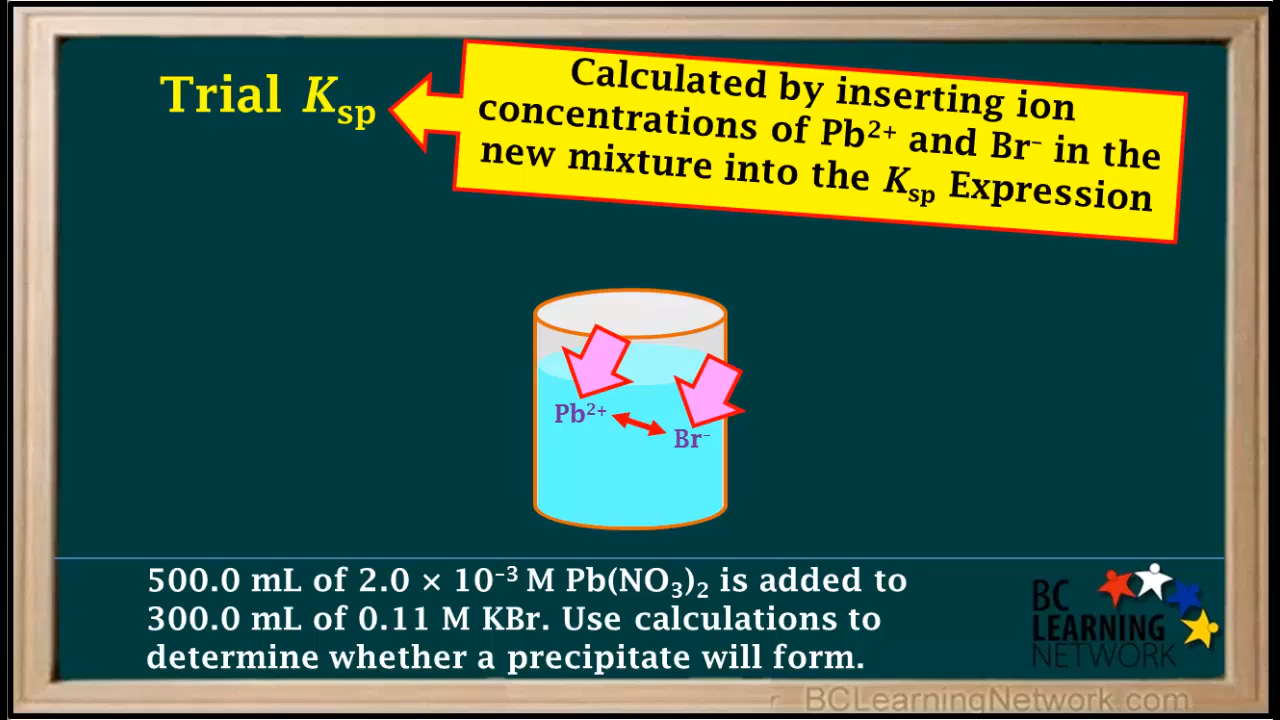 Trial Ksp
Calculated by inserting ion
concentrations of Pb²⁺ and Br⁻ in the
new mixture into the Ksp Expression
Pb²⁺
Br⁻
500.0 mL of 2.0 × 10⁻³ M Pb(NO₃)₂ is added to
300.0 mL of 0.11 M KBr. Use calculations to
determine whether a precipitate will form.
BC
LEARNING
NETWORK
BCLearningNetwork.com